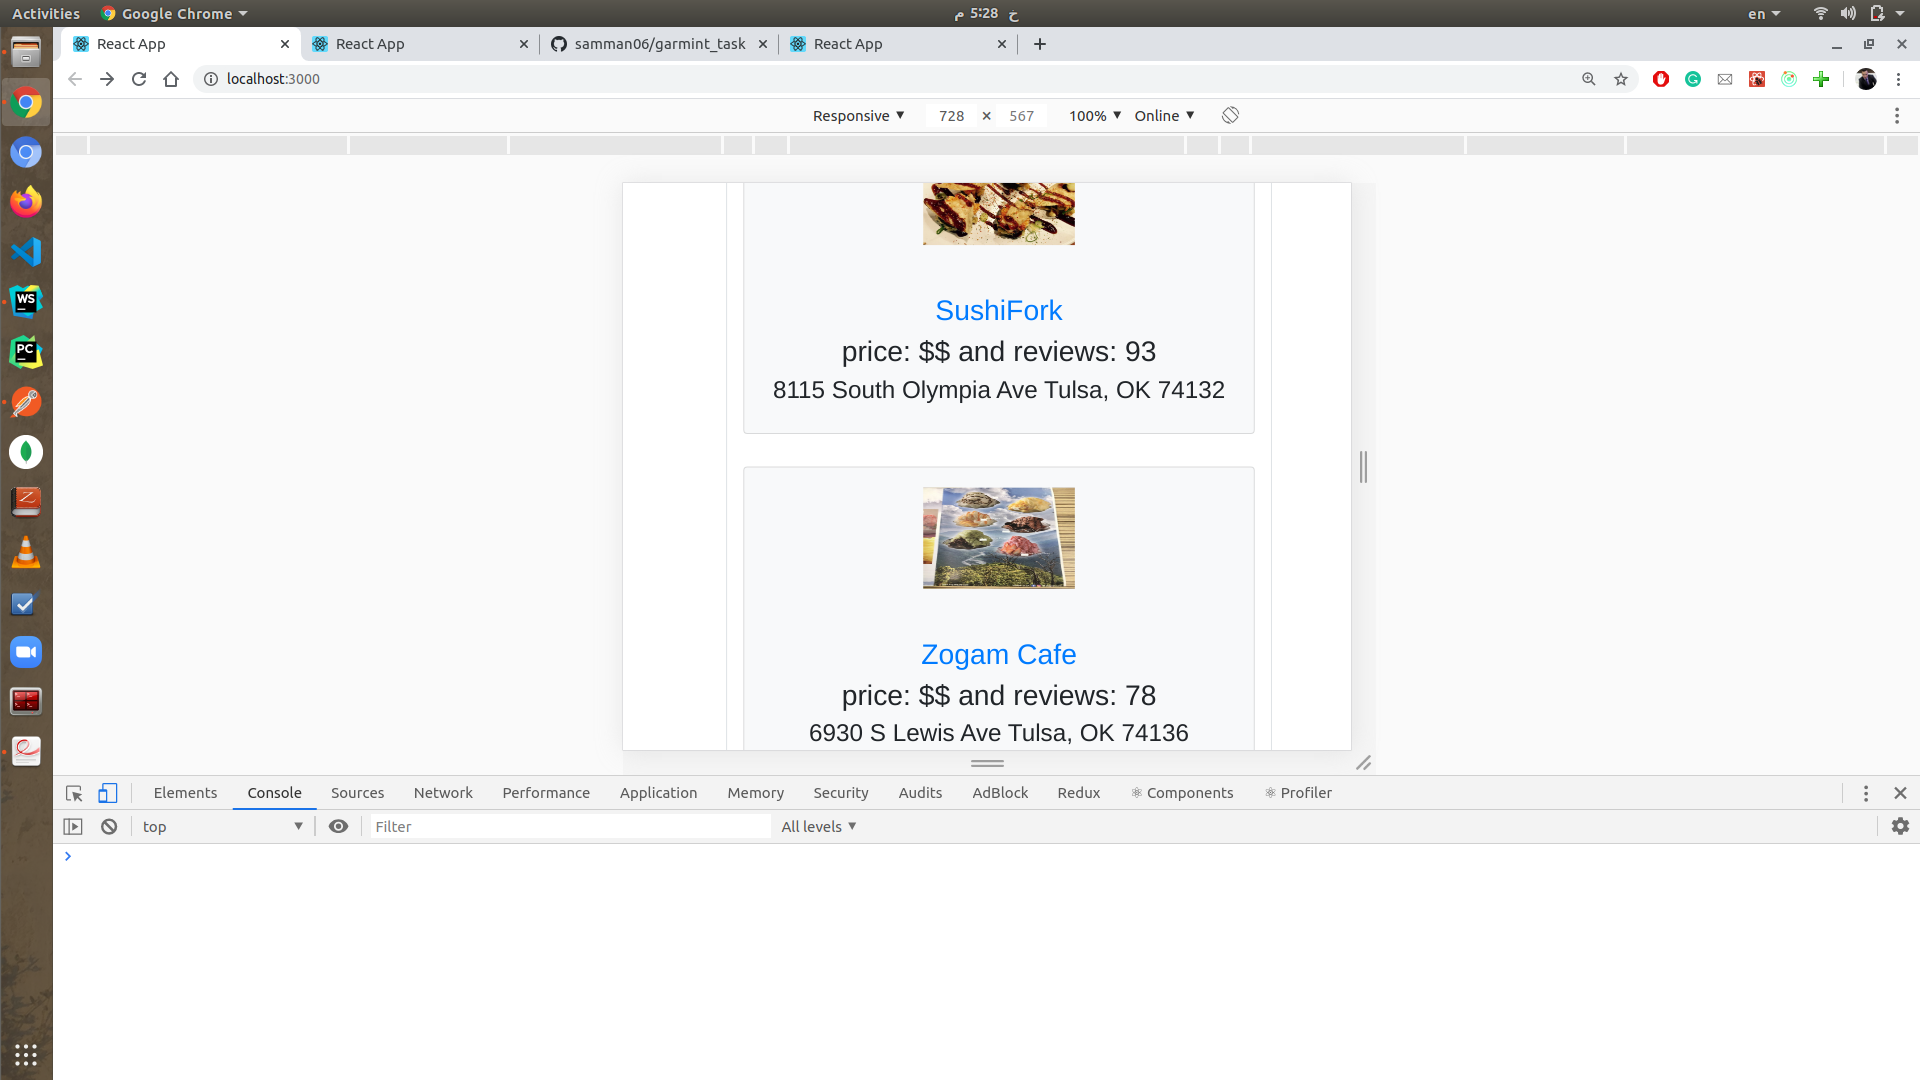 Activities Google Chrome 5:28 م خ en
React App React App samman06/garmint_task React App
localhost:3000
Responsive 728 × 567 100% Online
SushiFork
price: $$ and reviews: 93
8115 South Olympia Ave Tulsa, OK 74132
Zogam Cafe
price: $$ and reviews: 78
6930 S Lewis Ave Tulsa, OK 74136
Elements Console Sources Network Performance Application Memory Security Audits AdBlock Redux Components Profiler
top Filter All levels
WS
PC